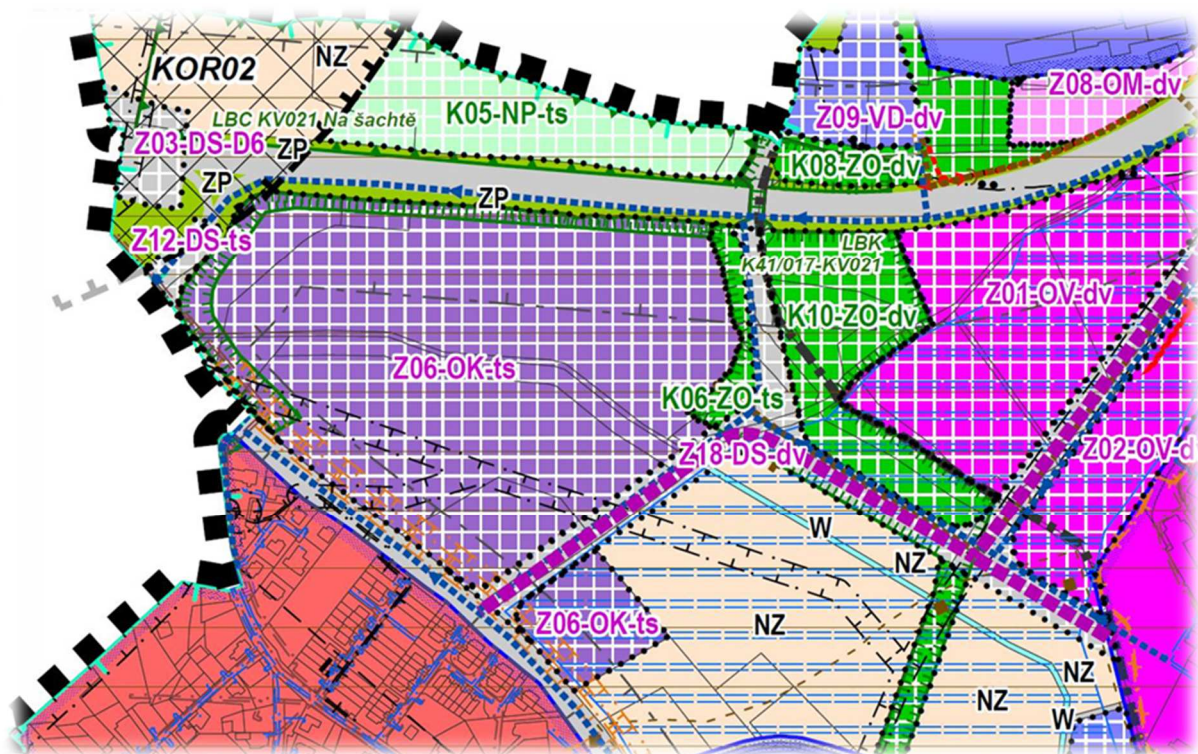 NZ
KOR02
Z08-OM-dv
K05-NP-ts
LBC KV021 Na šachtě
Z09-VD-dv
Z03-DS-D6
ZP
K08-ZO-dv
ZP
ZP
Z12-DS-ts
LBK
K41/017-KV021
Z01-OV-dv
K10-ZO-dv
Z06-OK-ts
K06-ZO-ts
Z18-DS-dv
Z02-OV-d
W
NZ
Z06-OK-ts
NZ
NZ
NZ
W